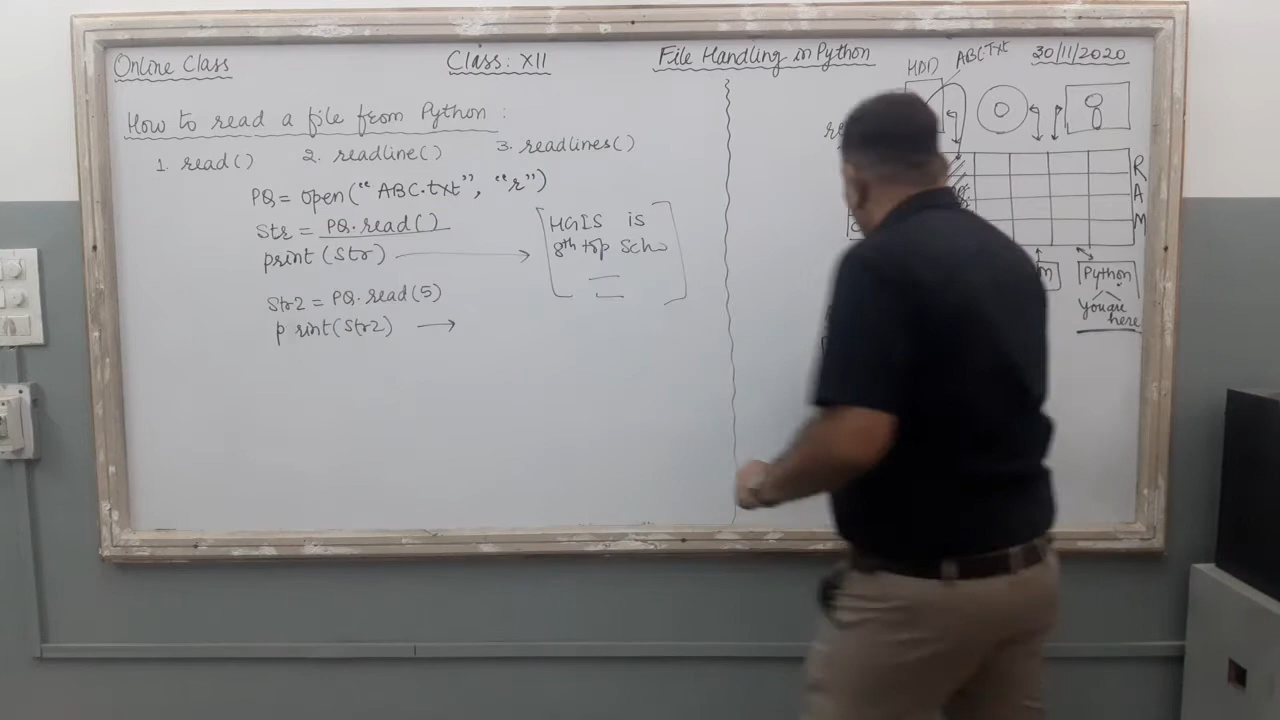 Online Class
Class: XII
File Handling in Python
30/11/2020
How to read a file from Python :
1. read() 2. readline() 3. readlines()
PQ = open("ABC.txt", "r")
Str = PQ.read()
print(Str)
HGIS is
8th top Scho
Str2 = PQ.read(5)
print(Str2)
HDD
ABC.txt
RAM
Python
You are
here